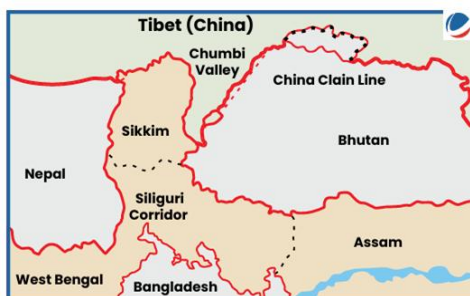 Tibet (China)
Chumbi
Valley
China Clain Line
Sikkim
Bhutan
Nepal
Siliguri
Corridor
Assam
West Bengal
Bangladesh